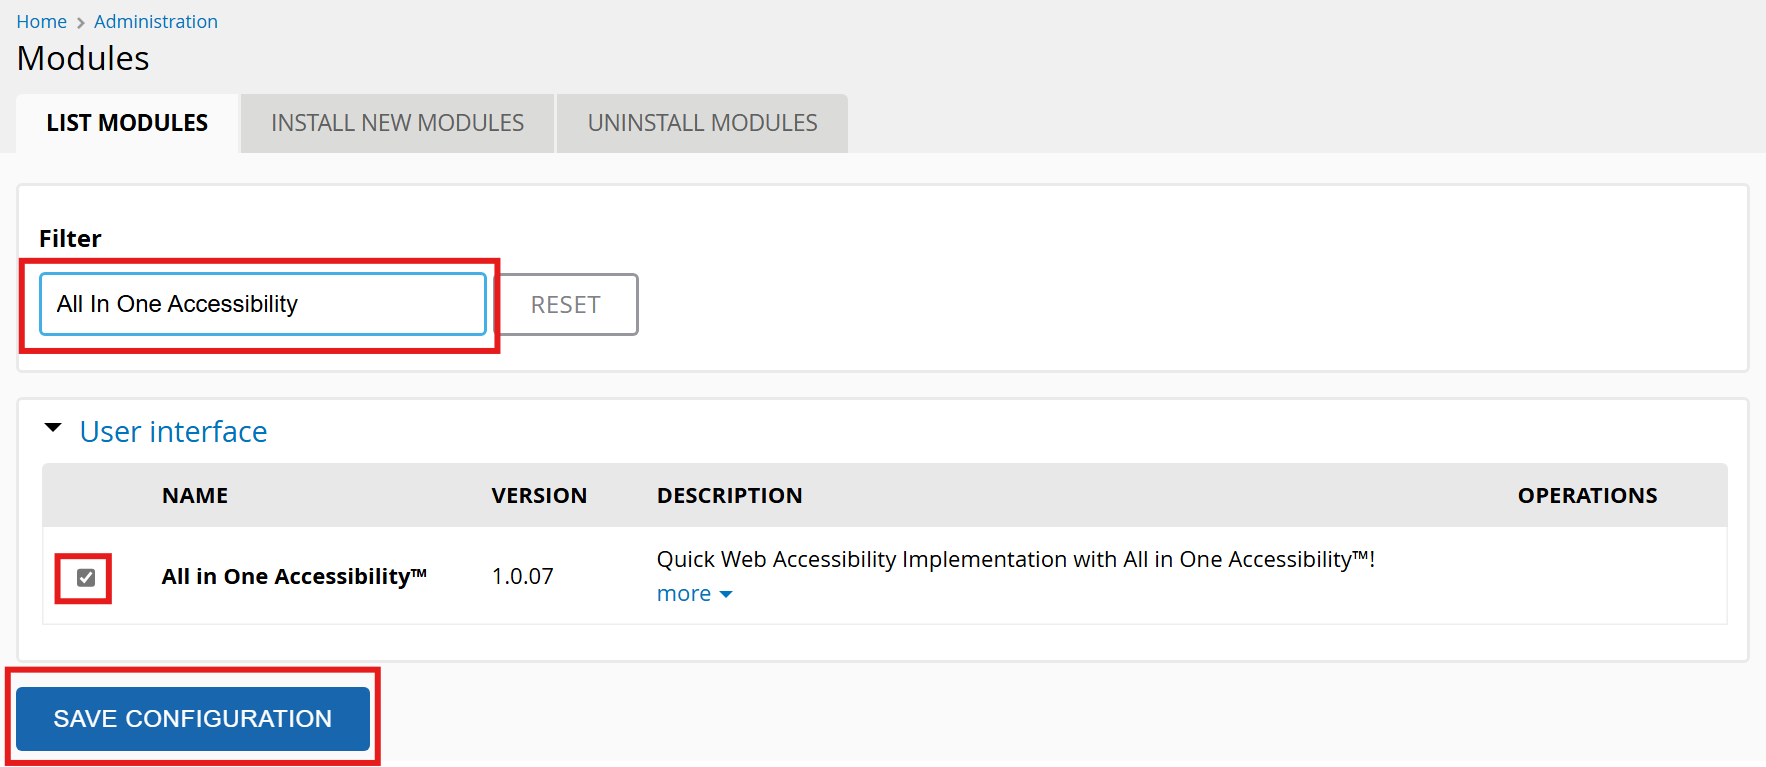 Home > Administration
Modules
LIST MODULES INSTALL NEW MODULES UNINSTALL MODULES
Filter
All In One Accessibility RESET
User interface
NAME VERSION DESCRIPTION OPERATIONS
All in One Accessibility™ 1.0.07 Quick Web Accessibility Implementation with All in One Accessibility™!
more
SAVE CONFIGURATION